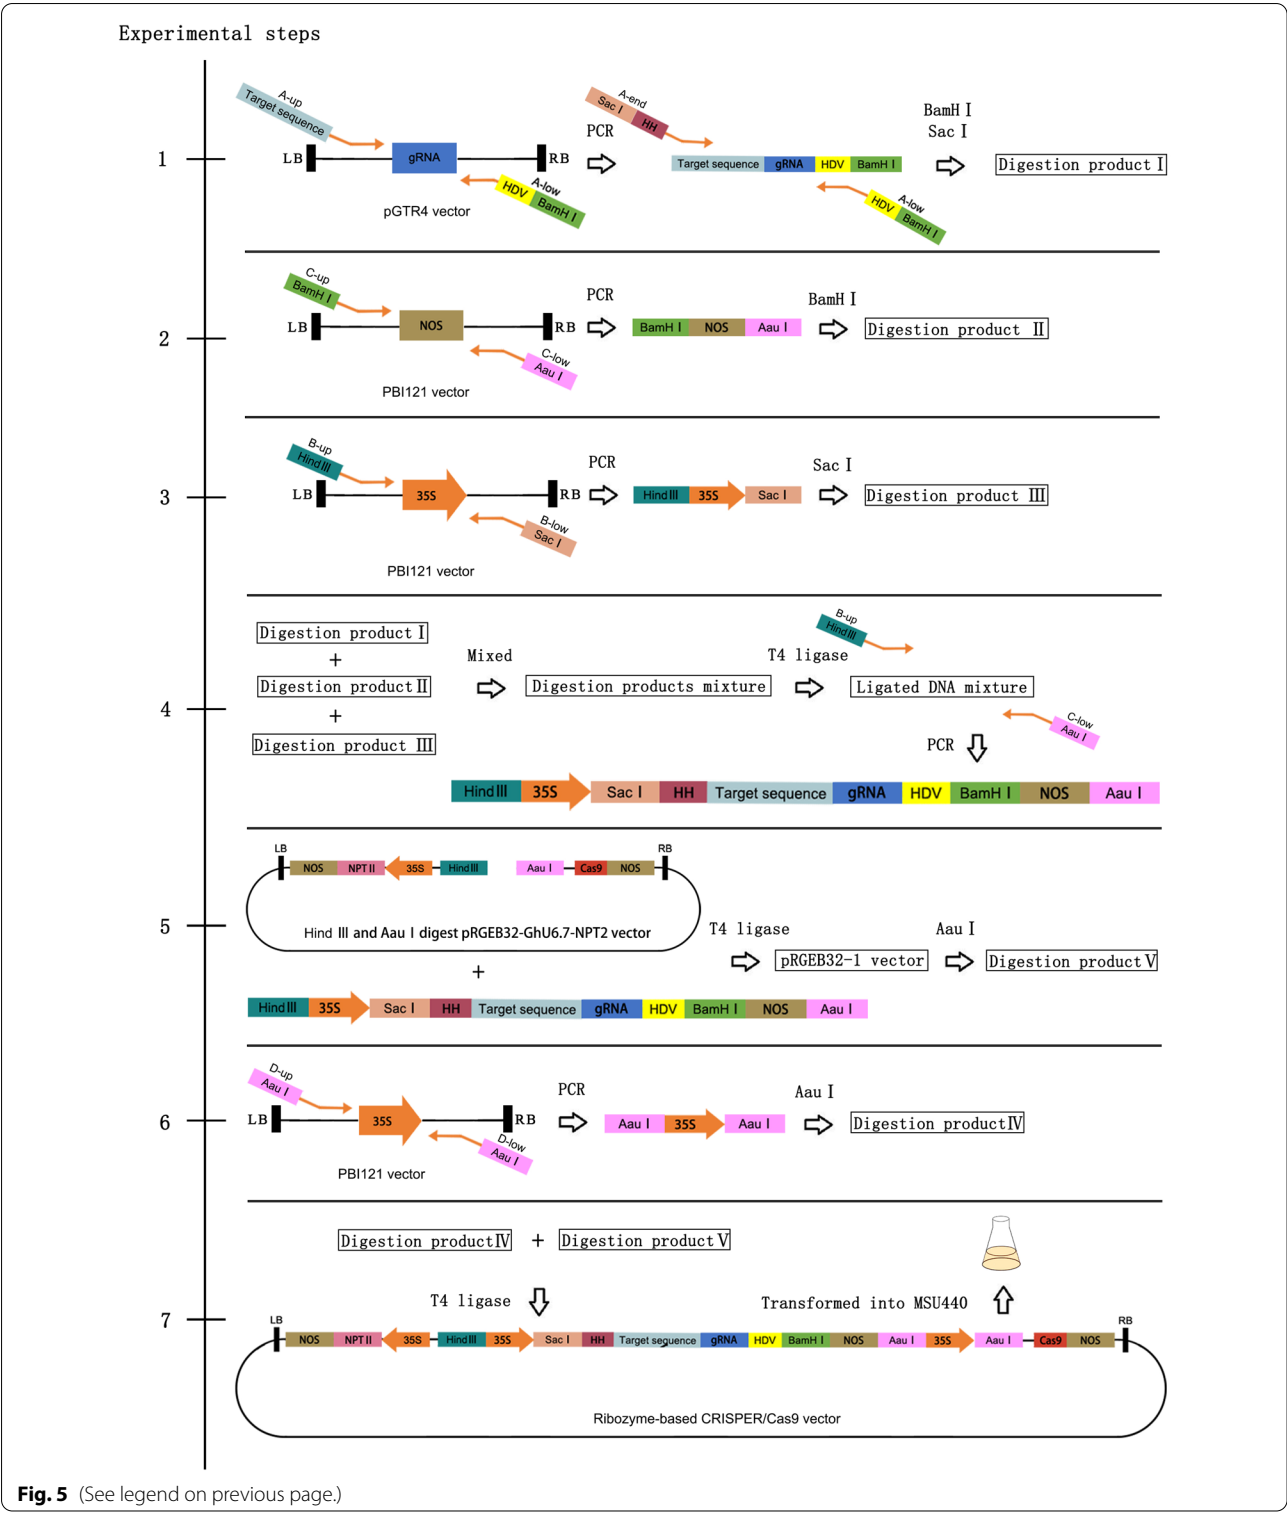 Experimental steps
1
A-up
Target sequence
LB
gRNA
RB
HDV
A-low
BamH Ⅰ
pGTR4 vector
PCR
A-end
Sac Ⅰ
HH
Target sequence gRNA HDV BamH Ⅰ
HDV
A-low
BamH Ⅰ
BamH Ⅰ
Sac Ⅰ
Digestion product Ⅰ
2
C-up
BamH Ⅰ
LB
NOS
RB
C-low
Aau Ⅰ
PBI121 vector
PCR
BamH Ⅰ NOS Aau Ⅰ
BamH Ⅰ
Digestion product Ⅱ
3
B-up
Hind Ⅲ
LB
35S
RB
B-low
Sac Ⅰ
PBI121 vector
PCR
Hind Ⅲ 35S Sac Ⅰ
Sac Ⅰ
Digestion product Ⅲ
4
Digestion product Ⅰ
+
Digestion product Ⅱ
+
Digestion product Ⅲ
Mixed
Digestion products mixture
T4 ligase
B-up
Hind Ⅲ
Ligated DNA mixture
C-low
Aau Ⅰ
PCR
Hind Ⅲ 35S Sac Ⅰ HH Target sequence gRNA HDV BamH Ⅰ NOS Aau Ⅰ
5
LB
RB
NOS NPT Ⅱ 35S Hind Ⅲ Aau Ⅰ Cas9 NOS
Hind Ⅲ and Aau Ⅰ digest pRGEB32-GhU6.7-NPT2 vector
+
Hind Ⅲ 35S Sac Ⅰ HH Target sequence gRNA HDV BamH Ⅰ NOS Aau Ⅰ
T4 ligase
pRGEB32-1 vector
Aau Ⅰ
Digestion product Ⅴ
6
D-up
Aau Ⅰ
LB
35S
RB
D-low
Aau Ⅰ
PBI121 vector
PCR
Aau Ⅰ 35S Aau Ⅰ
Aau Ⅰ
Digestion product Ⅳ
7
Digestion product Ⅳ + Digestion product Ⅴ
T4 ligase
Transformed into MSU440
LB
RB
NOS NPT Ⅱ 35S Hind Ⅲ 35S Sac Ⅰ HH Target sequence gRNA HDV BamH Ⅰ NOS Aau Ⅰ 35S Aau Ⅰ Cas9 NOS
Ribozyme-based CRISPER/Cas9 vector
Fig. 5 (See legend on previous page.)